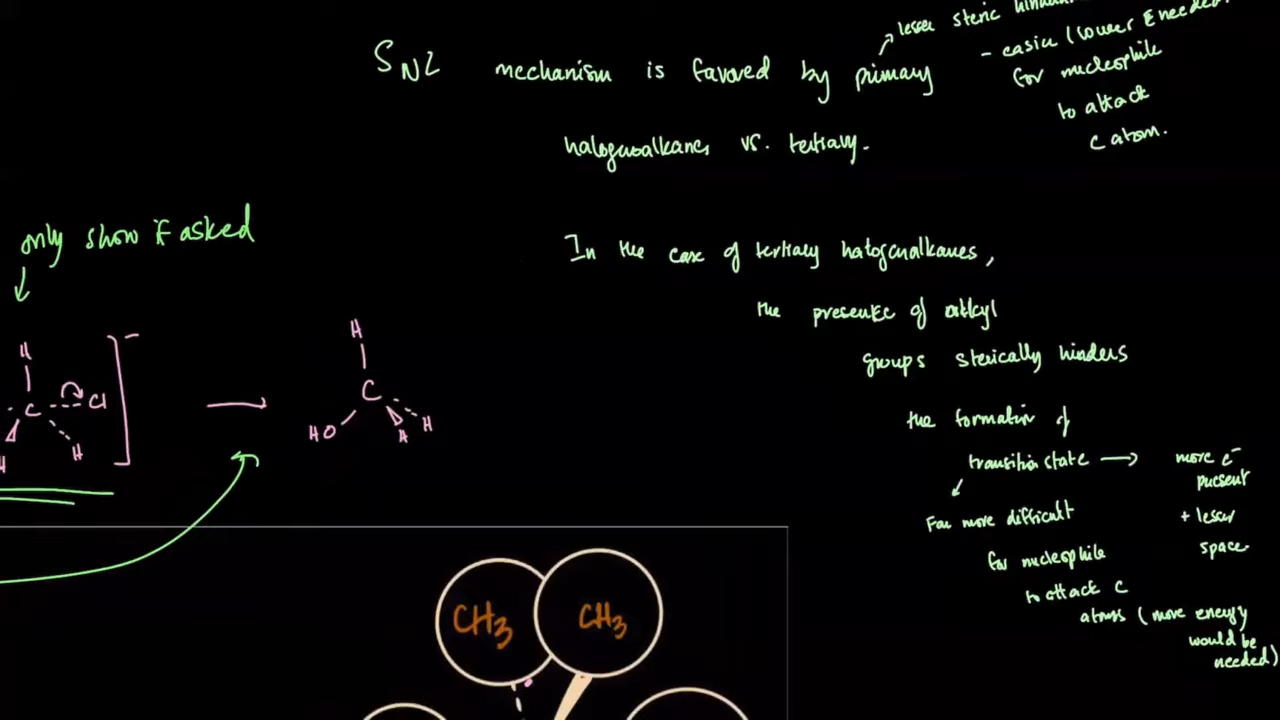 lesser steric
SN2 mechanism is favored by primary
- easier (lower E needed)
for nucleophile
to attack
C atom.
halogenoalkanes vs. tertiary.
only show if asked
In the case of tertiary halogenoalkanes,
the presence of alkyl
groups sterically hinders
the formation of
transition state → more e⁻
present
+ lesser
space
Far more difficult
for nucleophile
to attack C
atoms (more energy
would be
needed)
H
C Cl
H
H
]⁻
→
H
C
HO H H
CH3 CH3